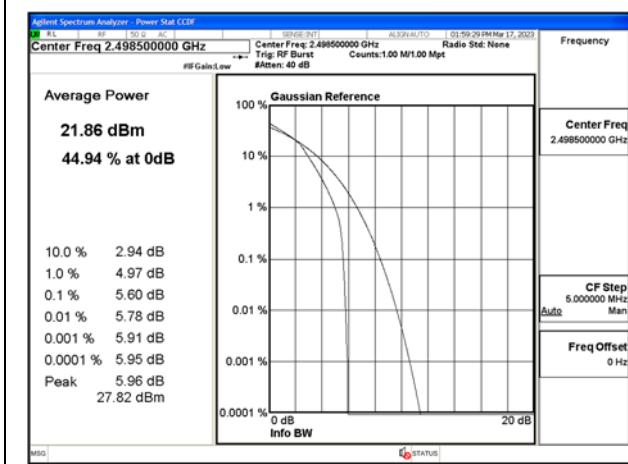 Agilent Spectrum Analyzer - Power Stat CCDF
RL RF 50 Ω AC SENSE:INT ALIGN AUTO 01:59:29 PM Mar 17, 2023
Center Freq 2.498500000 GHz
Center Freq: 2.498500000 GHz Radio Std: None
Trig: RF Burst Counts:1.00 M/1.00 Mpt
#IFGain:Low #Atten: 40 dB
Frequency
Average Power
21.86 dBm
44.94 % at 0dB
10.0 % 2.94 dB
1.0 % 4.97 dB
0.1 % 5.60 dB
0.01 % 5.78 dB
0.001 % 5.91 dB
0.0001 % 5.95 dB
Peak 5.96 dB
27.82 dBm
Gaussian Reference
100 %
10 %
1 %
0.1 %
0.01 %
0.001 %
0.0001 %
0 dB 20 dB
Info BW
Center Freq
2.498500000 GHz
CF Step
5.000000 MHz
Auto Man
Freq Offset
0 Hz
MSG STATUS